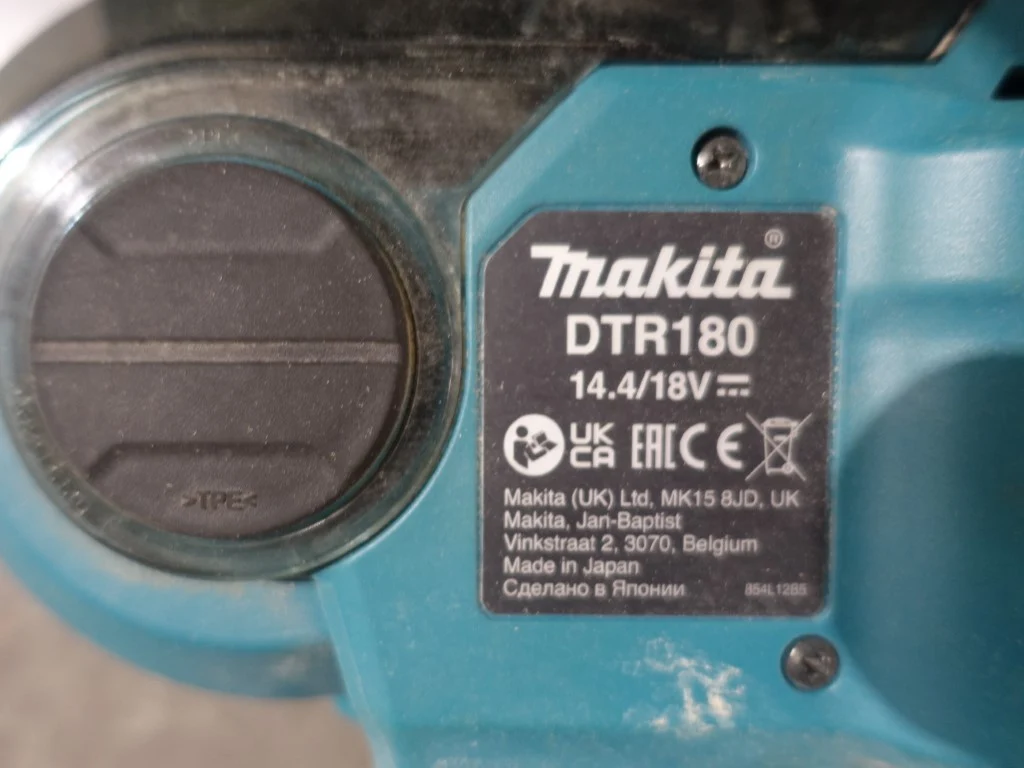 Makita®
DTR180
14.4/18V
UK
CA
EAC CE
Makita (UK) Ltd, MK15 8JD, UK
Makita, Jan-Baptist
Vinkstraat 2, 3070, Belgium
Made in Japan
Сделано в Японии
854L12B5
>TPE<